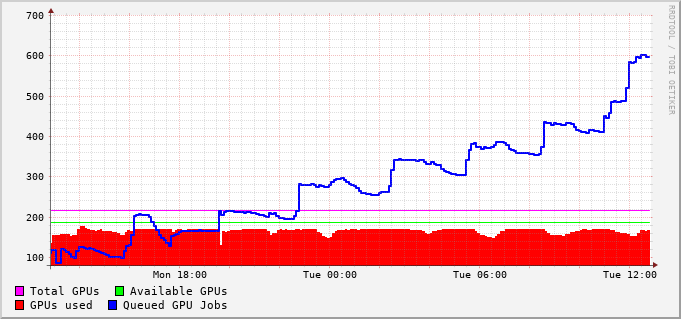 700
600
500
400
300
200
100
Mon 18:00 Tue 00:00 Tue 06:00 Tue 12:00
Total GPUs Available GPUs
GPUs used Queued GPU Jobs
RRDTOOL / TOBI OETIKER